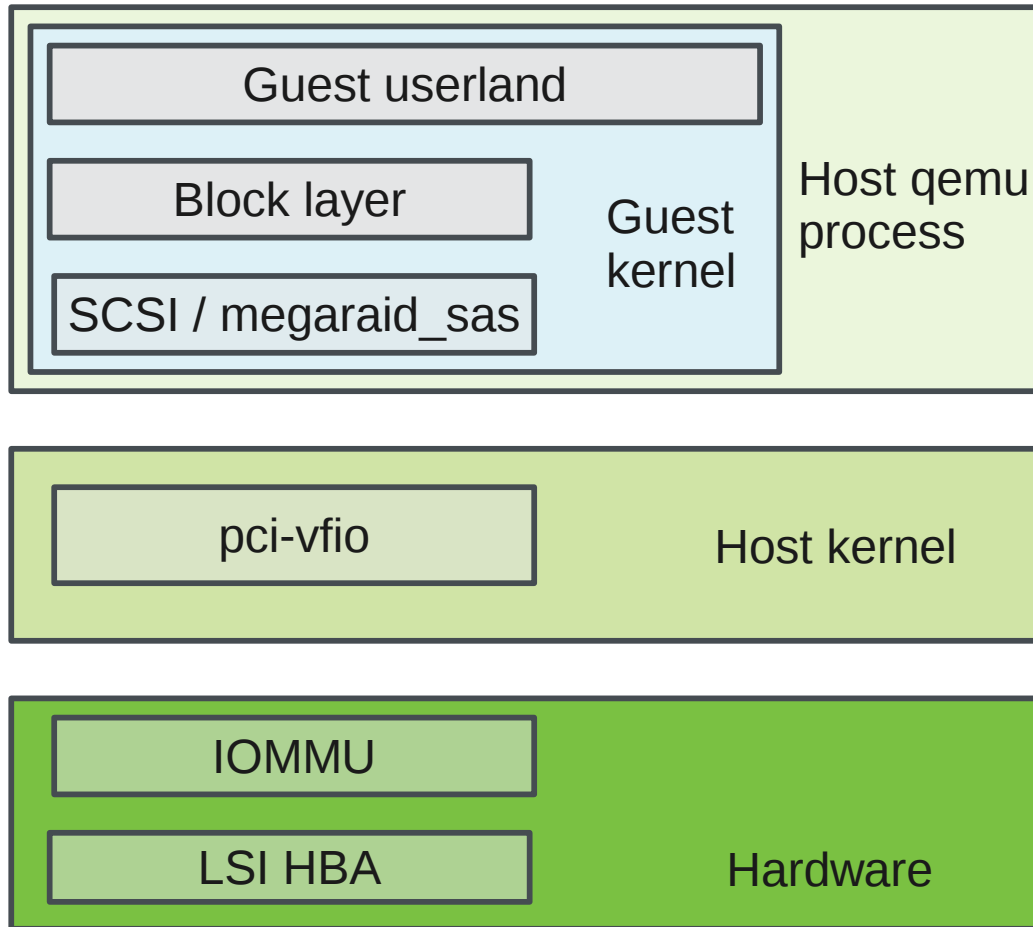 Guest userland
Block layer
Guest
kernel
Host qemu
process
SCSI / megaraid_sas
pci-vfio
Host kernel
IOMMU
LSI HBA
Hardware